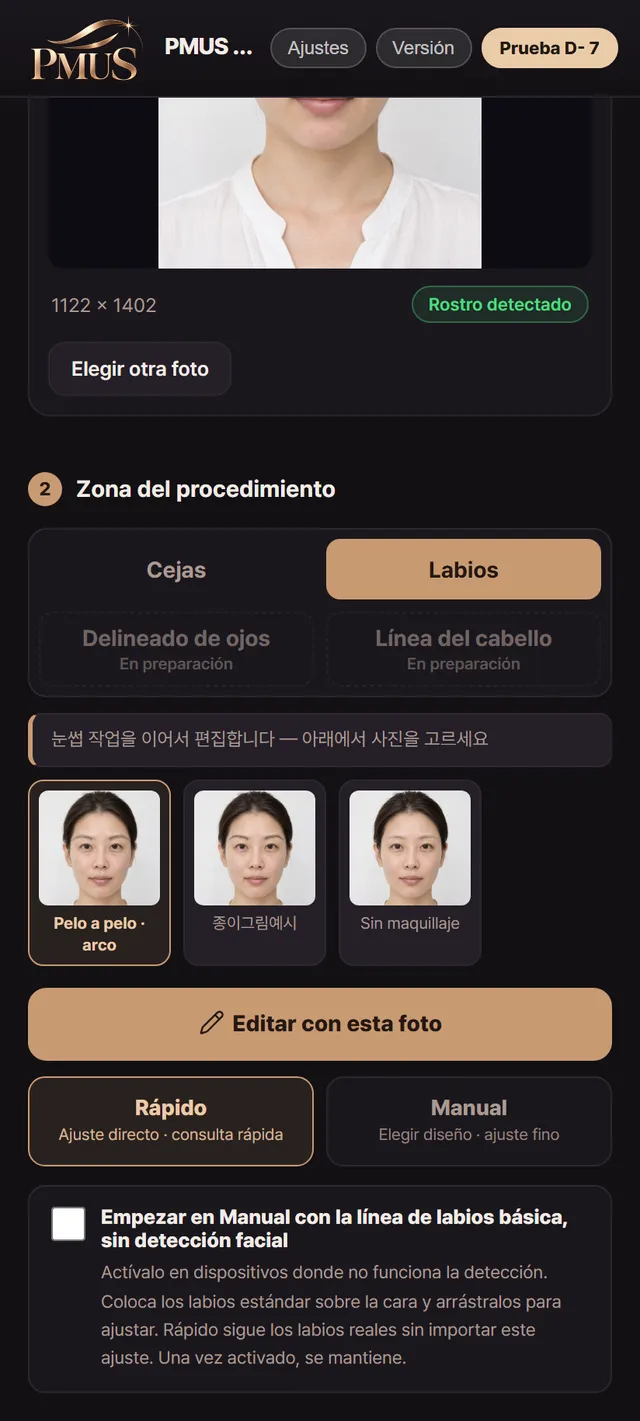 PMUS
PMUS ...
Ajustes
Versión
Prueba D- 7
1122 × 1402
Rostro detectado
Elegir otra foto
2
Zona del procedimiento
Cejas
Labios
Delineado de ojos
En preparación
Línea del cabello
En preparación
눈썹 작업을 이어서 편집합니다 — 아래에서 사진을 고르세요
Pelo a pelo ·
arco
종이그림예시
Sin maquillaje
Editar con esta foto
Rápido
Ajuste directo · consulta rápida
Manual
Elegir diseño · ajuste fino
Empezar en Manual con la línea de labios básica,
sin detección facial
Actívalo en dispositivos donde no funciona la detección.
Coloca los labios estándar sobre la cara y arrástralos para
ajustar. Rápido sigue los labios reales sin importar este
ajuste. Una vez activado, se mantiene.